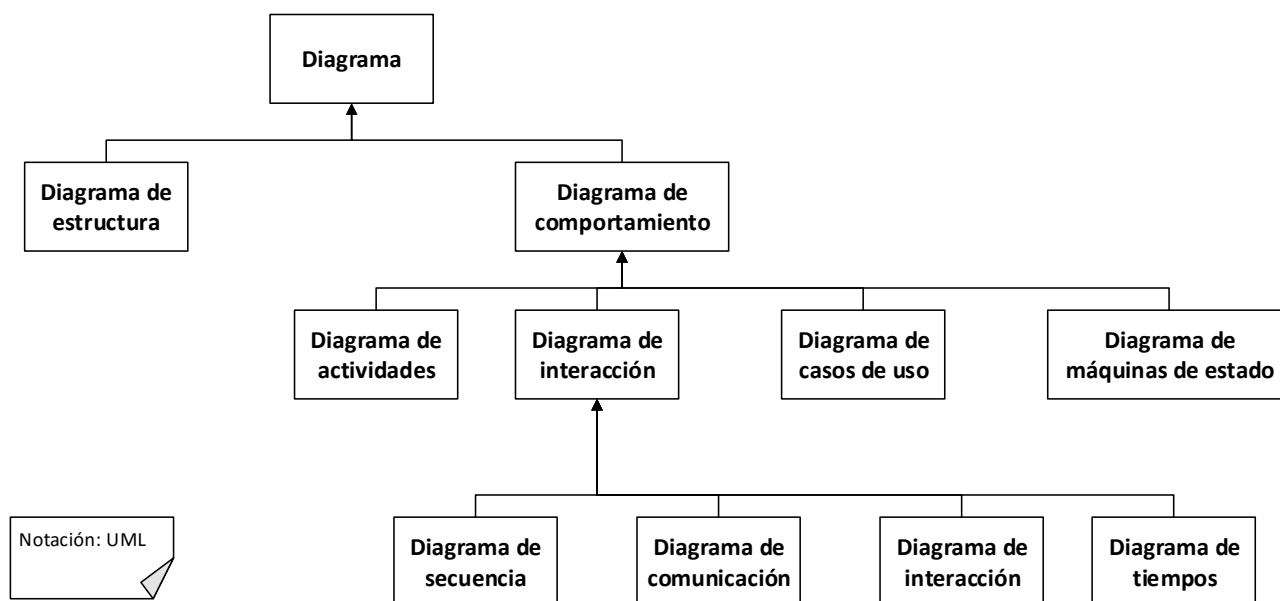 Diagrama
Diagrama de
estructura
Diagrama de
comportamiento
Diagrama de
actividades
Diagrama de
interacción
Diagrama de
casos de uso
Diagrama de
máquinas de estado
Notación: UML
Diagrama de
secuencia
Diagrama de
comunicación
Diagrama de
interacción
Diagrama de
tiempos